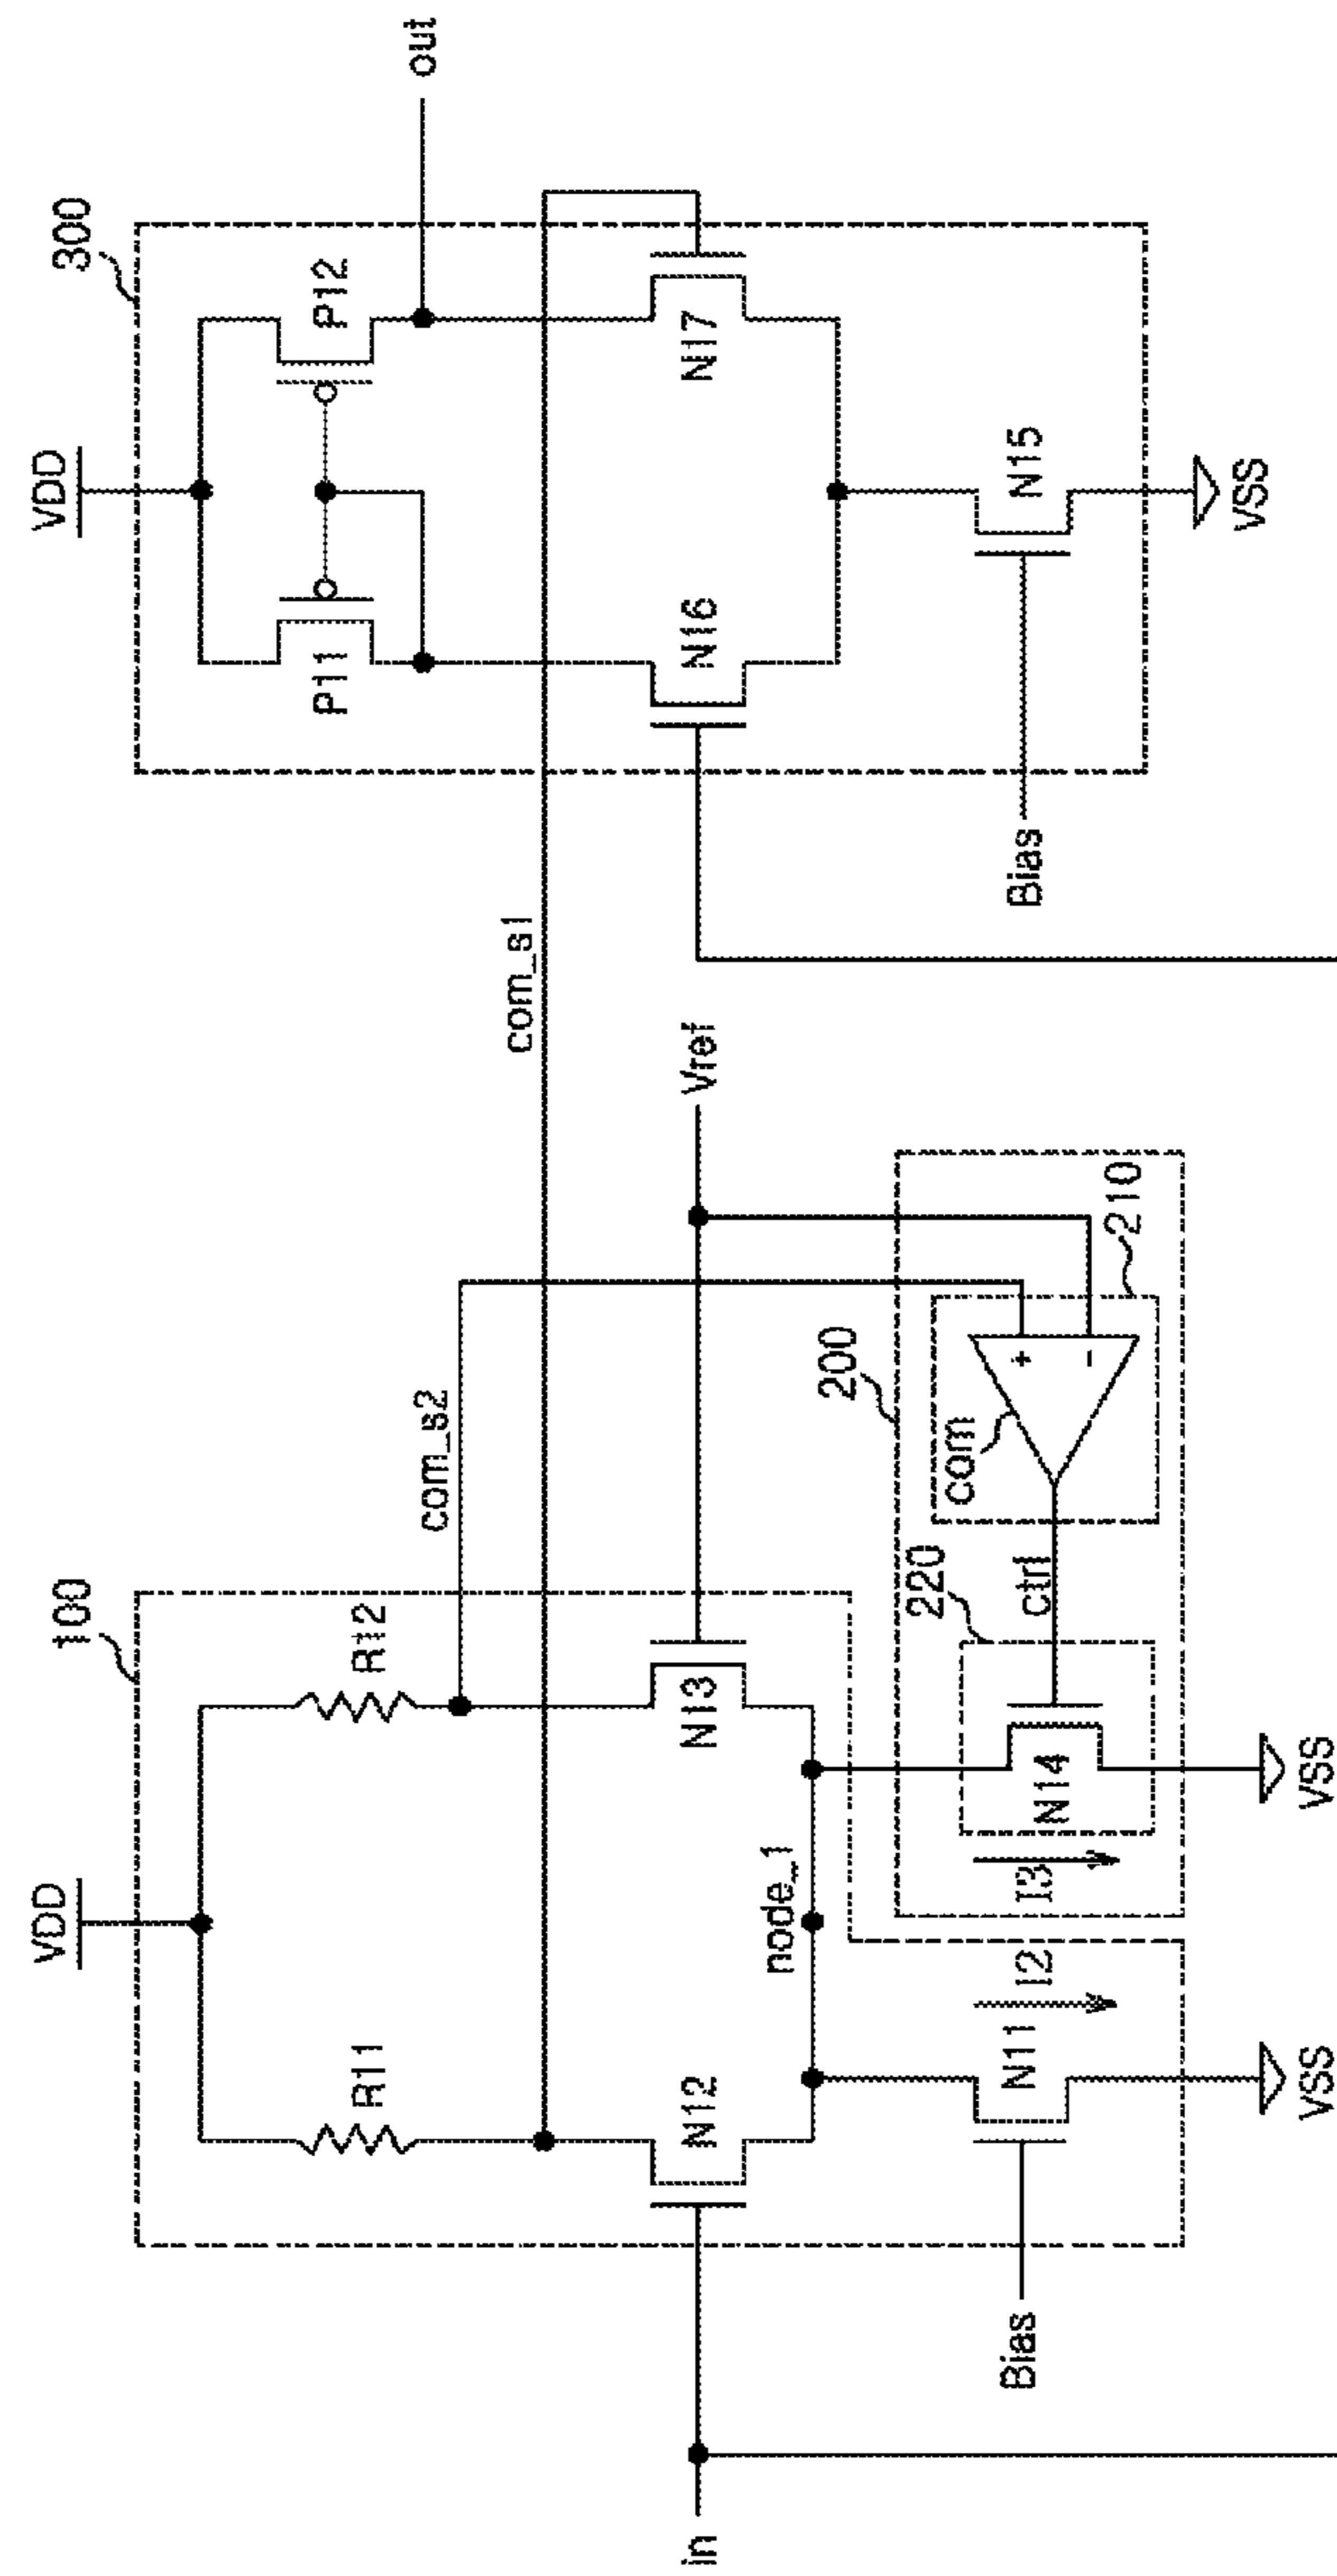 100
VDD
R11
R12
com_s2
com_s1
N12
N13
in
Vref
node_1
200
220
210
com
+
-
ctrl
N14
N11
I2
I3
Bias
VSS
VSS
300
VDD
P11
P12
out
N16
N17
N15
Bias
VSS